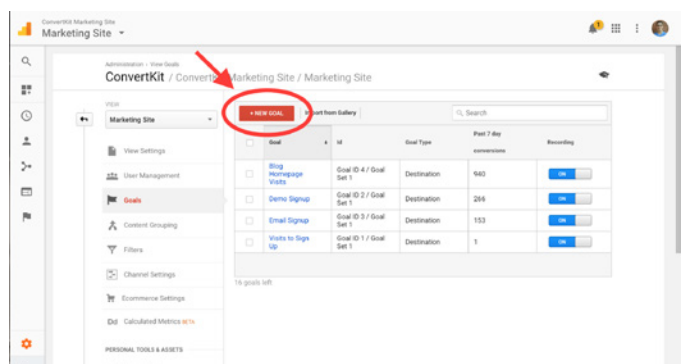 ConvertKit Marketing Site
Marketing Site
Administration › View Goals
ConvertKit / Marketing Site / Marketing Site
VIEW
Marketing Site
View Settings
User Management
Goals
Content Grouping
Filters
Channel Settings
Ecommerce Settings
Dd Calculated Metrics BETA
PERSONAL TOOLS & ASSETS
+ NEW GOAL
from Gallery
Search
Goal
Id
Goal Type
Past 7 day conversions
Recording
Blog Homepage Visits
Goal ID 4 / Goal Set 1
Destination
940
ON
Demo Signup
Goal ID 2 / Goal Set 1
Destination
266
ON
Email Signup
Goal ID 3 / Goal Set 1
Destination
153
ON
Visits to Sign Up
Goal ID 1 / Goal Set 1
Destination
1
ON
16 goals left